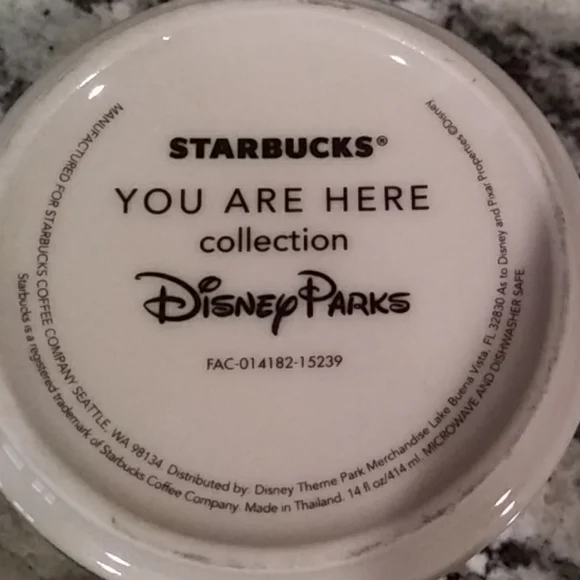 STARBUCKS®
YOU ARE HERE
collection
Disney Parks
FAC-014182-15239
MANUFACTURED FOR STARBUCKS COFFEE COMPANY SEATTLE, WA 98134 Distributed by: Disney Theme Park Merchandise Lake Buena Vista, FL 32830 As to Disney and Pixar Properties ©Disney
Starbucks is a registered trademark of Starbucks Coffee Company. Made in Thailand. 14 fl oz/414 ml MICROWAVE AND DISHWASHER SAFE